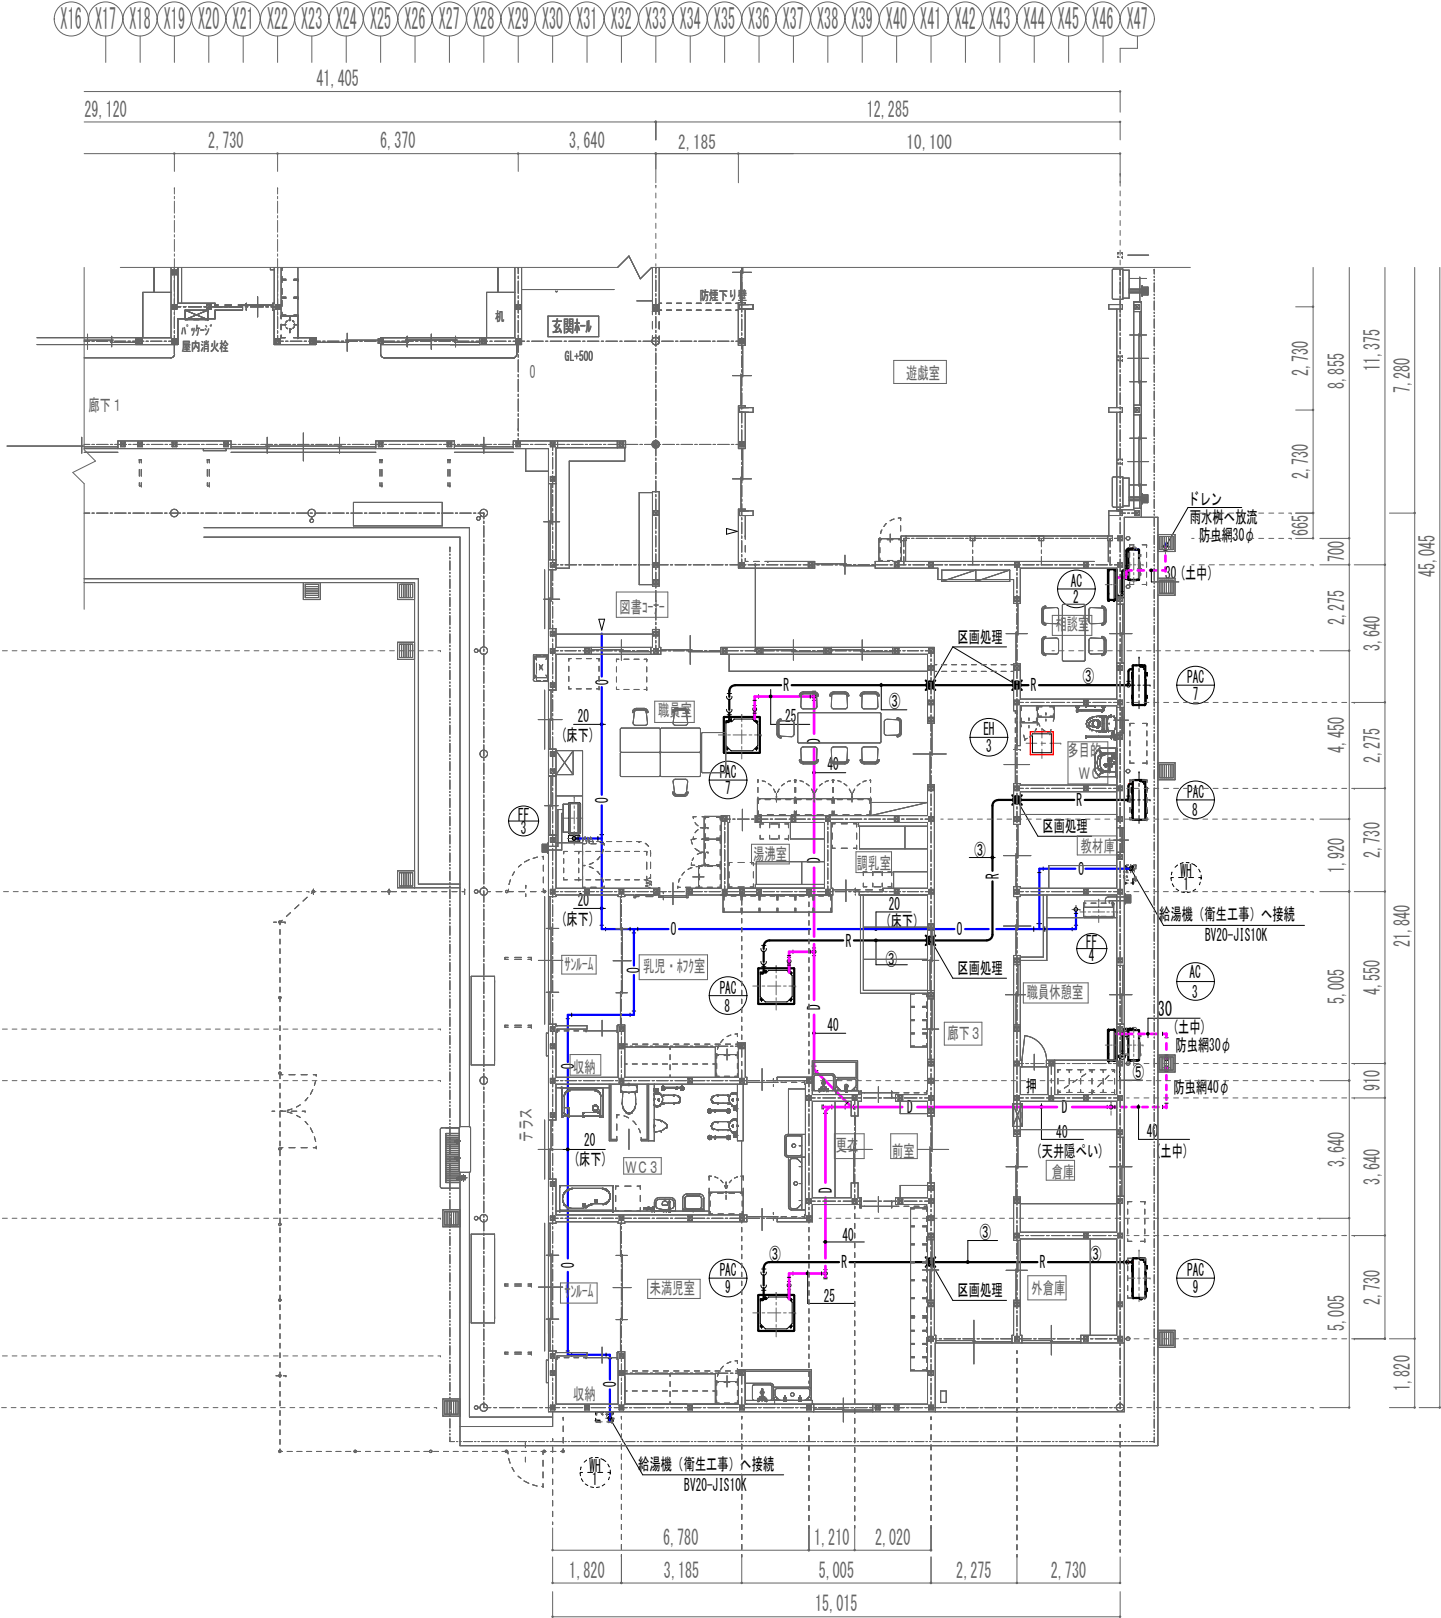 X16 X17 X18 X19 X20 X21 X22 X23 X24 X25 X26 X27 X28 X29 X30 X31 X32 X33 X34 X35 X36 X37 X38 X39 X40 X41 X42 X43 X44 X45 X46 X47
41,405
29,120
12,285
2,730
6,370
3,640
2,185
10,100
防煙下り壁
机
玄関ホール
GL+500
パッケージ
屋内消火栓
遊戯室
廊下1
2,730
8,855
11,375
7,280
2,730
665
700
45,045
ドレン
雨水桝へ放流
防虫網30φ
30 (土中)
AC
2
2,275
3,640
図書コーナー
相談室
区画処理
R
③
R
③
PAC
7
職員室
20
(床下)
25
EH
3
多目的
WC
4,450
2,275
PAC
7
40
R
PAC
8
FF
3
区画処理
湯沸室
調乳室
③
教材庫
1,920
2,730
R
O
WH
1
20
(床下)
20
(床下)
給湯機(衛生工事)へ接続
BV20-JIS10K
O
R
O
③
FF
4
21,840
サンルーム
乳児・ホフク室
区画処理
PAC
8
職員休憩室
AC
3
5,005
4,550
D
30
(土中)
防虫網30φ
40
廊下3
収納
押
⑤
防虫網40φ
910
テラス
D
20
(床下)
WC3
更衣
前室
40
(天井隠ぺい)
40
(土中)
倉庫
3,640
3,640
40
③
R
③
R
③
PAC
9
未満児室
サンルーム
25
区画処理
外倉庫
PAC
9
5,005
2,730
収納
1,820
WH
1
給湯機(衛生工事)へ接続
BV20-JIS10K
6,780
1,210
2,020
1,820
3,185
5,005
2,275
2,730
15,015